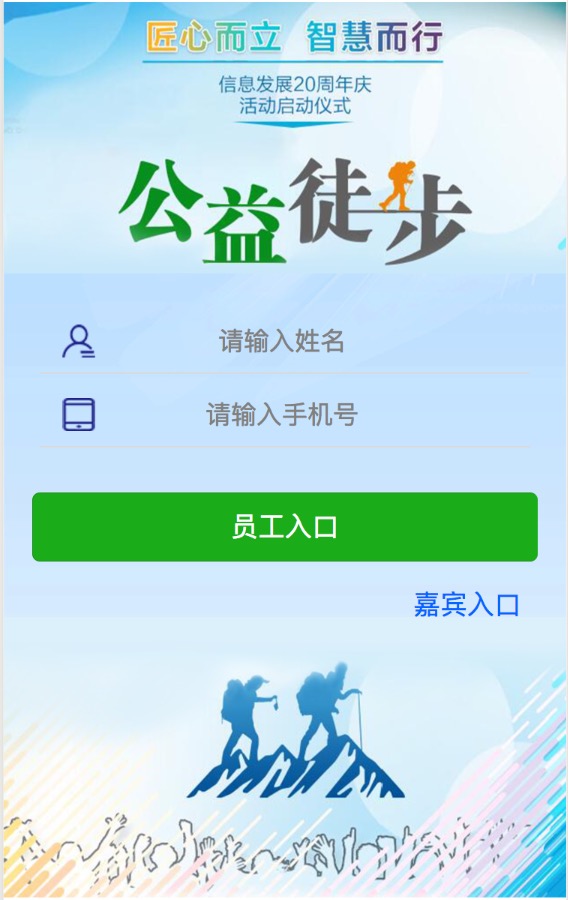 匠心而立 智慧而行
信息发展20周年庆
活动启动仪式
公益徒步
请输入姓名
请输入手机号
员工入口
嘉宾入口